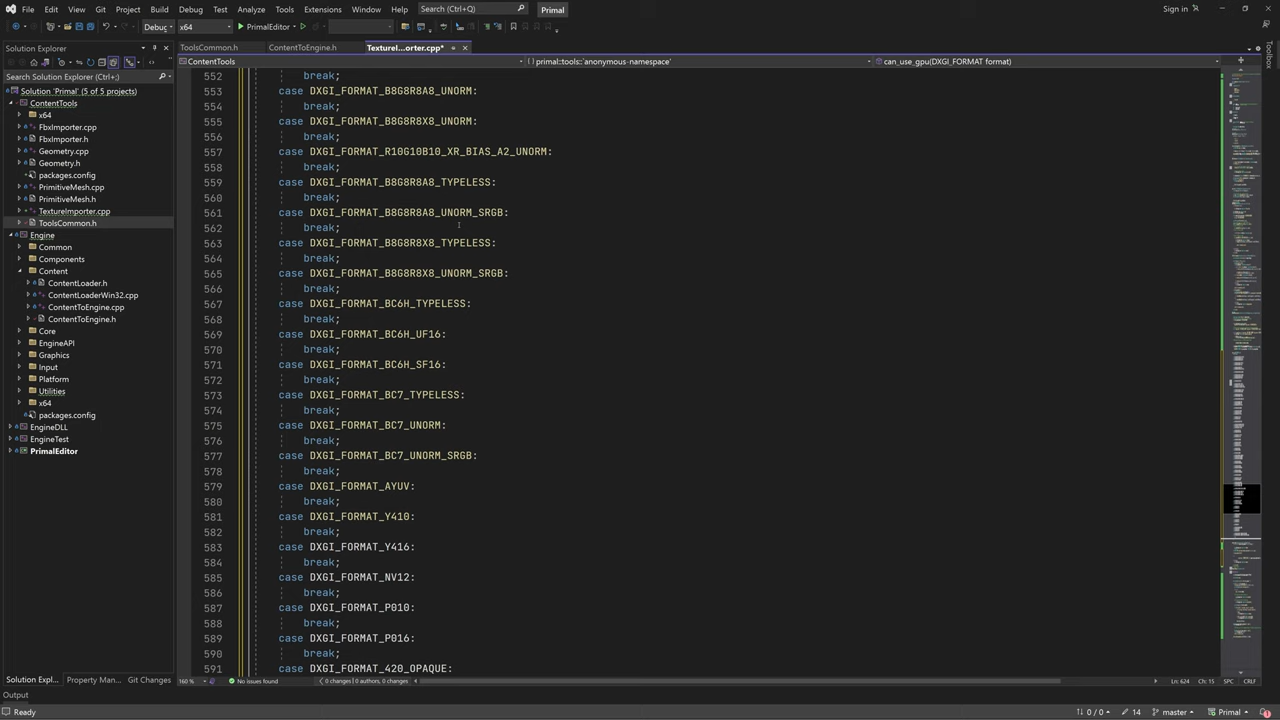 File Edit View Git Project Build Debug Test Analyze Tools Extensions Window Help Search (Ctrl+Q) Primal Sign in
Debug x64 PrimalEditor
Solution Explorer ToolsCommon.h ContentToEngine.h TextureI...orter.cpp*
ContentTools primal::tools::`anonymous-namespace' can_use_gpu(DXGI_FORMAT format)
Search Solution Explorer (Ctrl+;)
Solution 'Primal' (5 of 5 projects)
ContentTools
x64
FbxImporter.cpp
FbxImporter.h
Geometry.cpp
Geometry.h
packages.config
PrimitiveMesh.cpp
PrimitiveMesh.h
TextureImporter.cpp
ToolsCommon.h
Engine
Common
Components
Content
ContentLoader.h
ContentLoaderWin32.cpp
ContentToEngine.cpp
ContentToEngine.h
Core
EngineAPI
Graphics
Input
Platform
Utilities
x64
packages.config
EngineDLL
EngineTest
PrimalEditor
552 break;
553 case DXGI_FORMAT_B8G8R8A8_UNORM:
554 break;
555 case DXGI_FORMAT_B8G8R8X8_UNORM:
556 break;
557 case DXGI_FORMAT_R10G10B10_XR_BIAS_A2_UNORM:
558 break;
559 case DXGI_FORMAT_B8G8R8A8_TYPELESS:
560 break;
561 case DXGI_FORMAT_B8G8R8A8_UNORM_SRGB:
562 break;
563 case DXGI_FORMAT_B8G8R8X8_TYPELESS:
564 break;
565 case DXGI_FORMAT_B8G8R8X8_UNORM_SRGB:
566 break;
567 case DXGI_FORMAT_BC6H_TYPELESS:
568 break;
569 case DXGI_FORMAT_BC6H_UF16:
570 break;
571 case DXGI_FORMAT_BC6H_SF16:
572 break;
573 case DXGI_FORMAT_BC7_TYPELESS:
574 break;
575 case DXGI_FORMAT_BC7_UNORM:
576 break;
577 case DXGI_FORMAT_BC7_UNORM_SRGB:
578 break;
579 case DXGI_FORMAT_AYUV:
580 break;
581 case DXGI_FORMAT_Y410:
582 break;
583 case DXGI_FORMAT_Y416:
584 break;
585 case DXGI_FORMAT_NV12:
586 break;
587 case DXGI_FORMAT_P010:
588 break;
589 case DXGI_FORMAT_P016:
590 break;
591 case DXGI_FORMAT_420_OPAQUE:
Toolbox
Solution Expl... Property Man... Git Changes 160 % No issues found 0 changes | 0 authors, 0 changes Ln: 624 Ch: 15 SPC CRLF
Output
Ready 0 / 0 14 master Primal 1